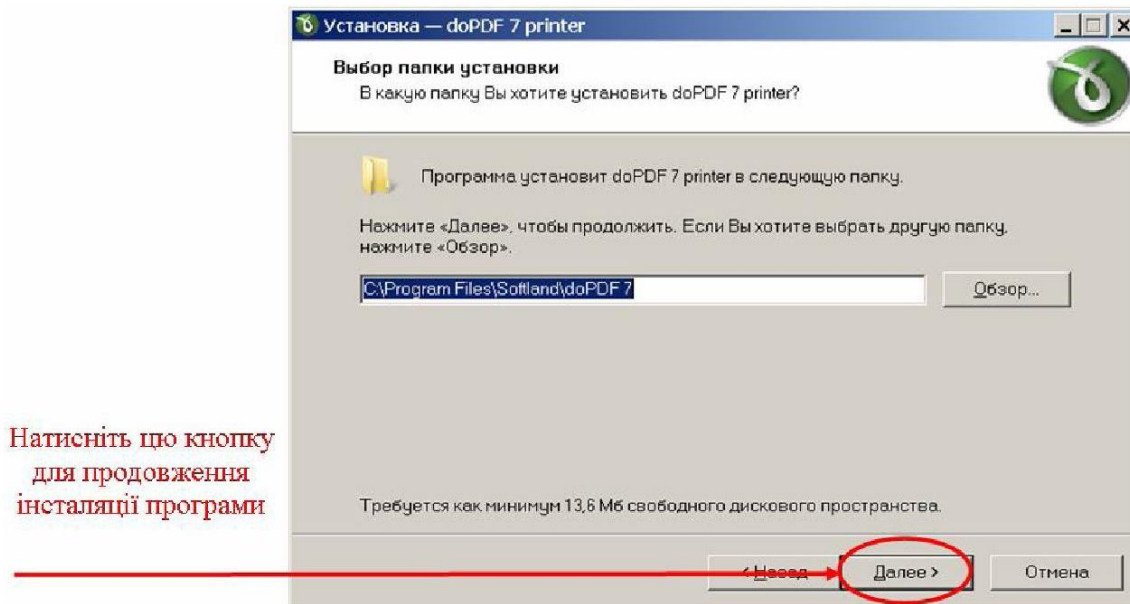 Установка — doPDF 7 printer
Выбор папки установки
В какую папку Вы хотите установить doPDF 7 printer?
Программа установит doPDF 7 printer в следующую папку.
Нажмите «Далее», чтобы продолжить. Если Вы хотите выбрать другую папку,
нажмите «Обзор».
C:\Program Files\Softland\doPDF 7
Обзор...
Натисніть цю кнопку
для продовження
інсталяції програми
Требуется как минимум 13,6 Мб свободного дискового пространства.
< Назад
Далее >
Отмена